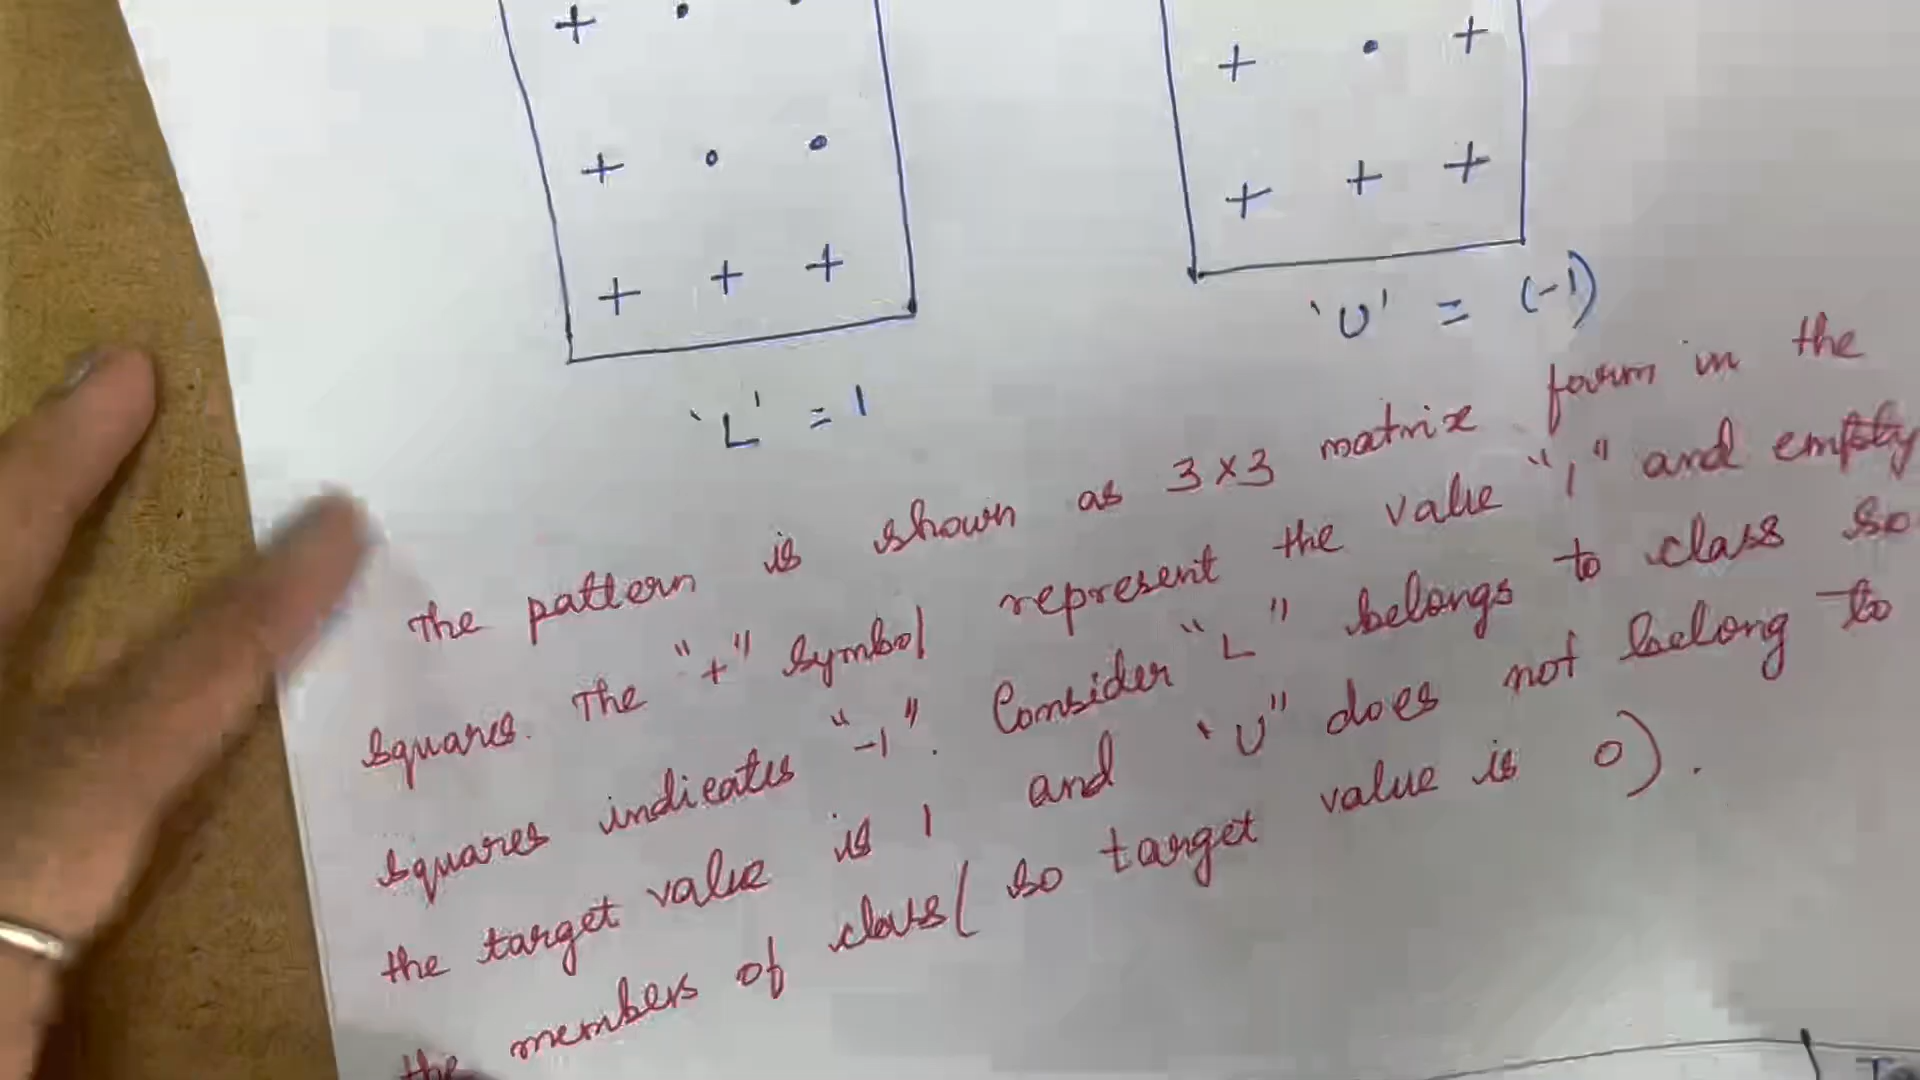 + . .
+ . .
+ + +
'L' = 1
+ . +
+ + +
'U' = (-1)
The pattern is shown as 3x3 matrix form in the
squares. The "+" symbol represent the value "1" and empty
squares indicates "-1". Consider "L" belongs to class so
the target value is 1 and 'U" does not belong to
the members of class( so target value is 0).